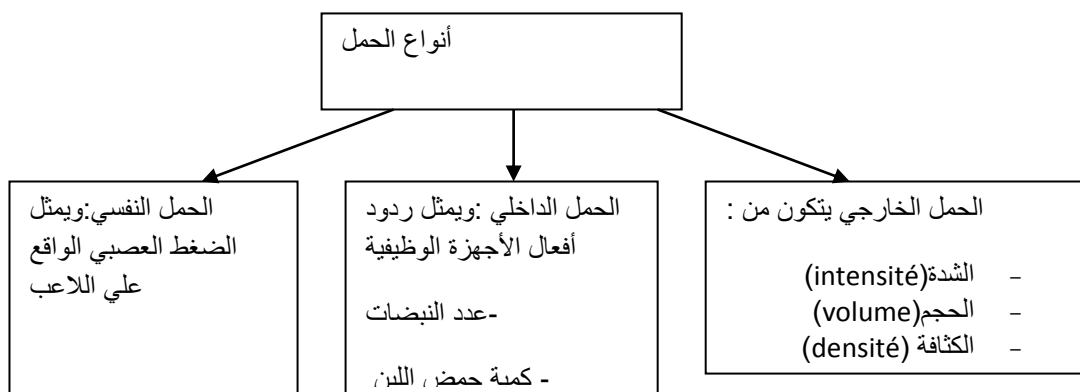 أنواع الحمل
الحمل الخارجي يتكون من :
- الشدة(intensité)
- الحجم(volume)
- الكثافة (densité)
الحمل الداخلي :ويمثل ردود
أفعال الأجهزة الوظيفية
-عدد النبضات
- كمية حمض اللبن
الحمل النفسي:ويمثل
الضغط العصبي الواقع
علي اللاعب